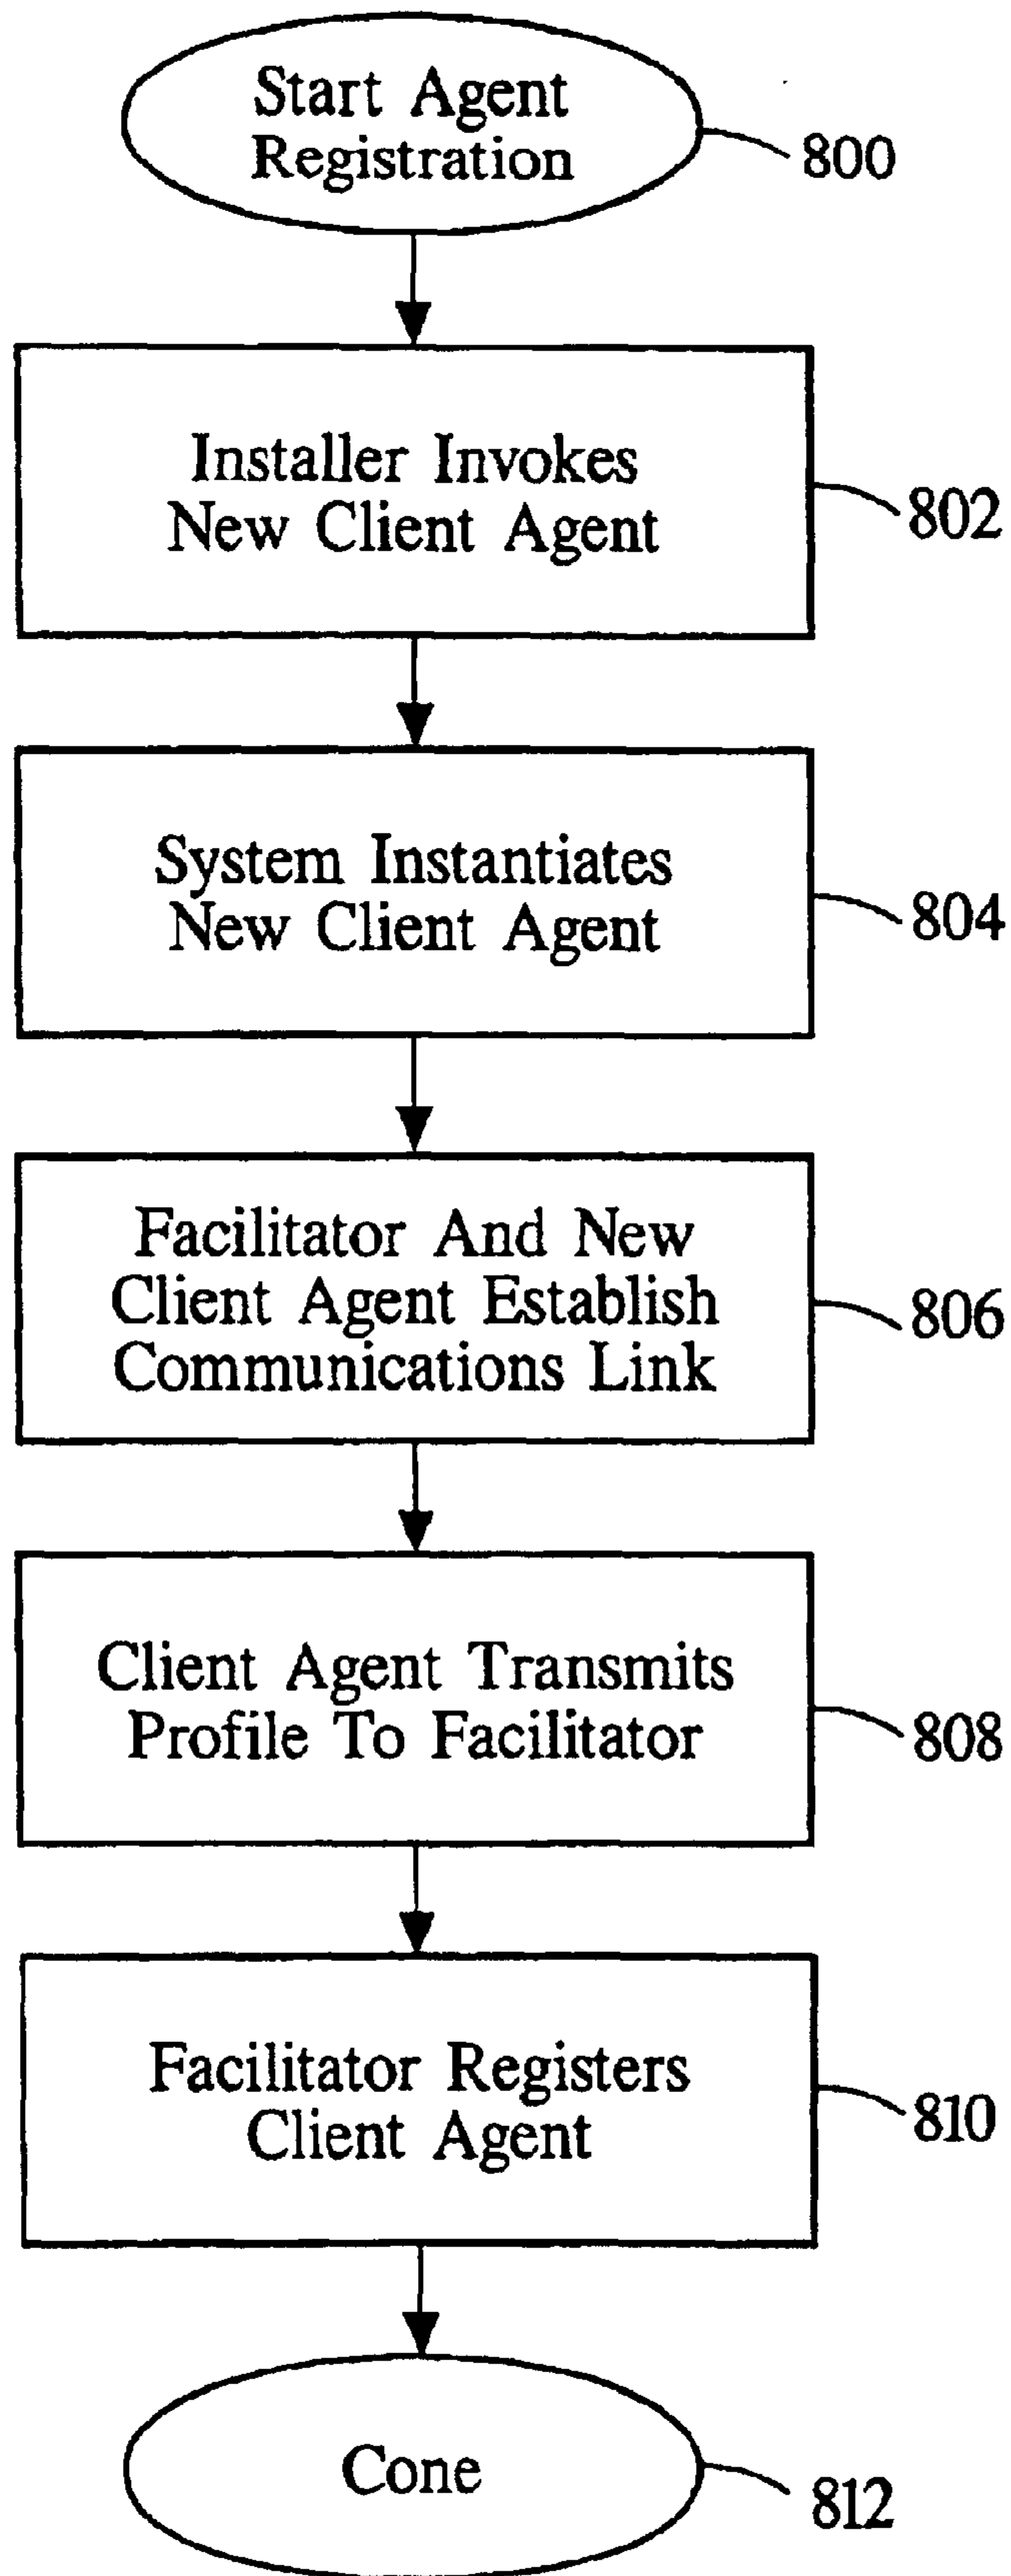 Start Agent
Registration
800
Installer Invokes
New Client Agent
802
System Instantiates
New Client Agent
804
Facilitator And New
Client Agent Establish
Communications Link
806
Client Agent Transmits
Profile To Facilitator
808
Facilitator Registers
Client Agent
810
Cone
812